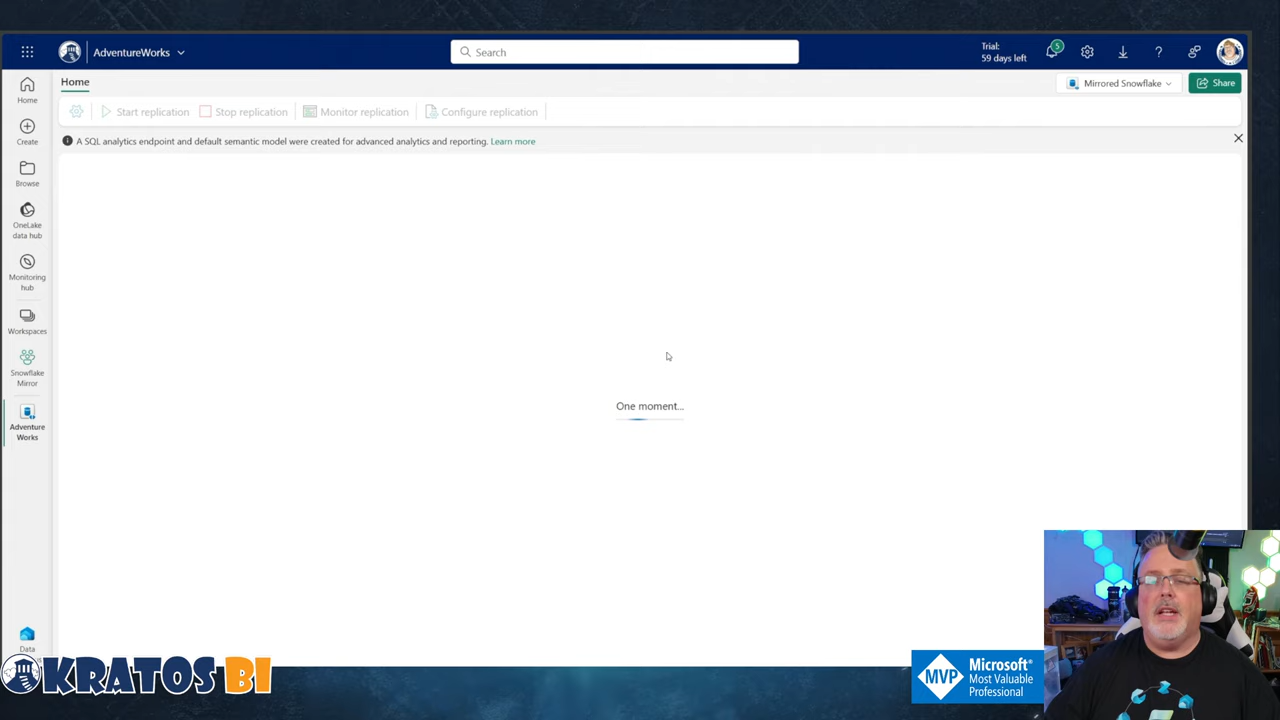 AdventureWorks
Search
Trial:
59 days left
5
Home
Create
Browse
OneLake
data hub
Monitoring
hub
Workspaces
Snowflake
Mirror
Adventure
Works
Data
Home
Mirrored Snowflake
Share
Start replication
Stop replication
Monitor replication
Configure replication
A SQL analytics endpoint and default semantic model were created for advanced analytics and reporting. Learn more
One moment...
KRATOS BI
MVP
Microsoft®
Most Valuable
Professional